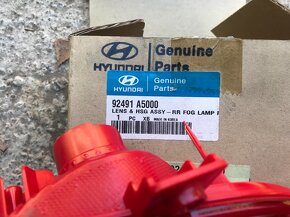 HYUNDAI
Genuine
Parts
HYUNDAI
Genuine
Parts
92491 A5000
LENS & HSG ASSY-RR FOG LAMP
1 PC XB MADE IN KOREA